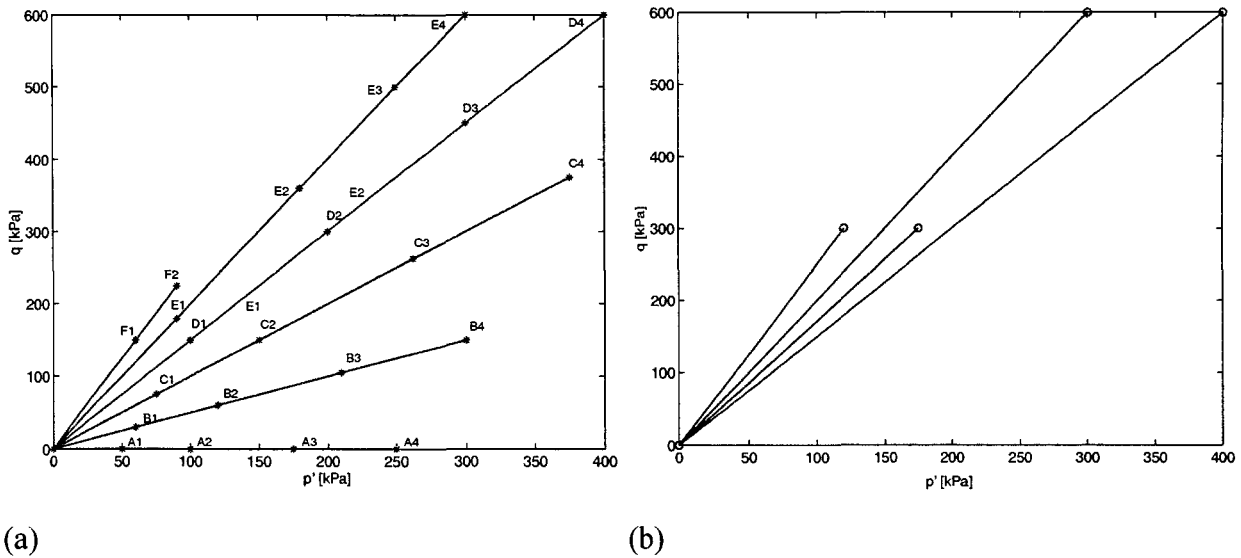 600
500
400
300
200
100
0
q [kPa]
E4
D4
E3
D3
C4
E2
E2
D2
C3
F2
E1
F1
D1
E1
C2
B4
B3
C1
B2
B1
A1
A2
A3
A4
0
50
100
150
200
250
300
350
400
p' [kPa]
(a)
600
500
400
300
200
100
0
q [kPa]
0
50
100
150
200
250
300
350
400
p' [kPa]
(b)